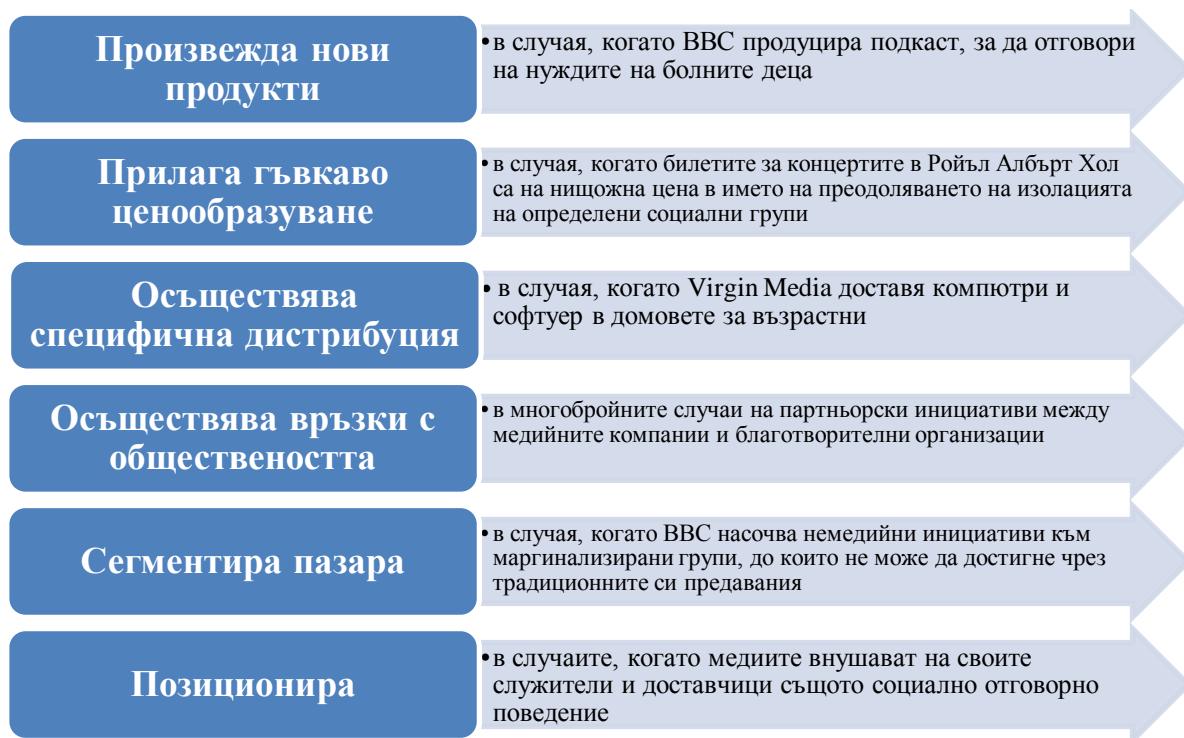 Произвежда нови
продукти
•в случая, когато BBC продуцира подкаст, за да отговори
на нуждите на болните деца
Прилага гъвкаво
ценообразуване
•в случая, когато билетите за концертите в Ройъл Албърт Хол
са на нищожна цена в името на преодоляването на изолацията
на определени социални групи
Осъществява
специфична дистрибуция
• в случая, когато Virgin Media доставя компютри и
софтуер в домовете за възрастни
Осъществява връзки с
обществеността
•в многобройните случаи на партньорски инициативи между
медийните компании и благотворителни организации
Сегментира пазара
•в случая, когато BBC насочва немедийни инициативи към
маргинализирани групи, до които не може да достигне чрез
традиционните си предавания
Позиционира
•в случаите, когато медиите внушават на своите
служители и доставчици същото социално отговорно
поведение